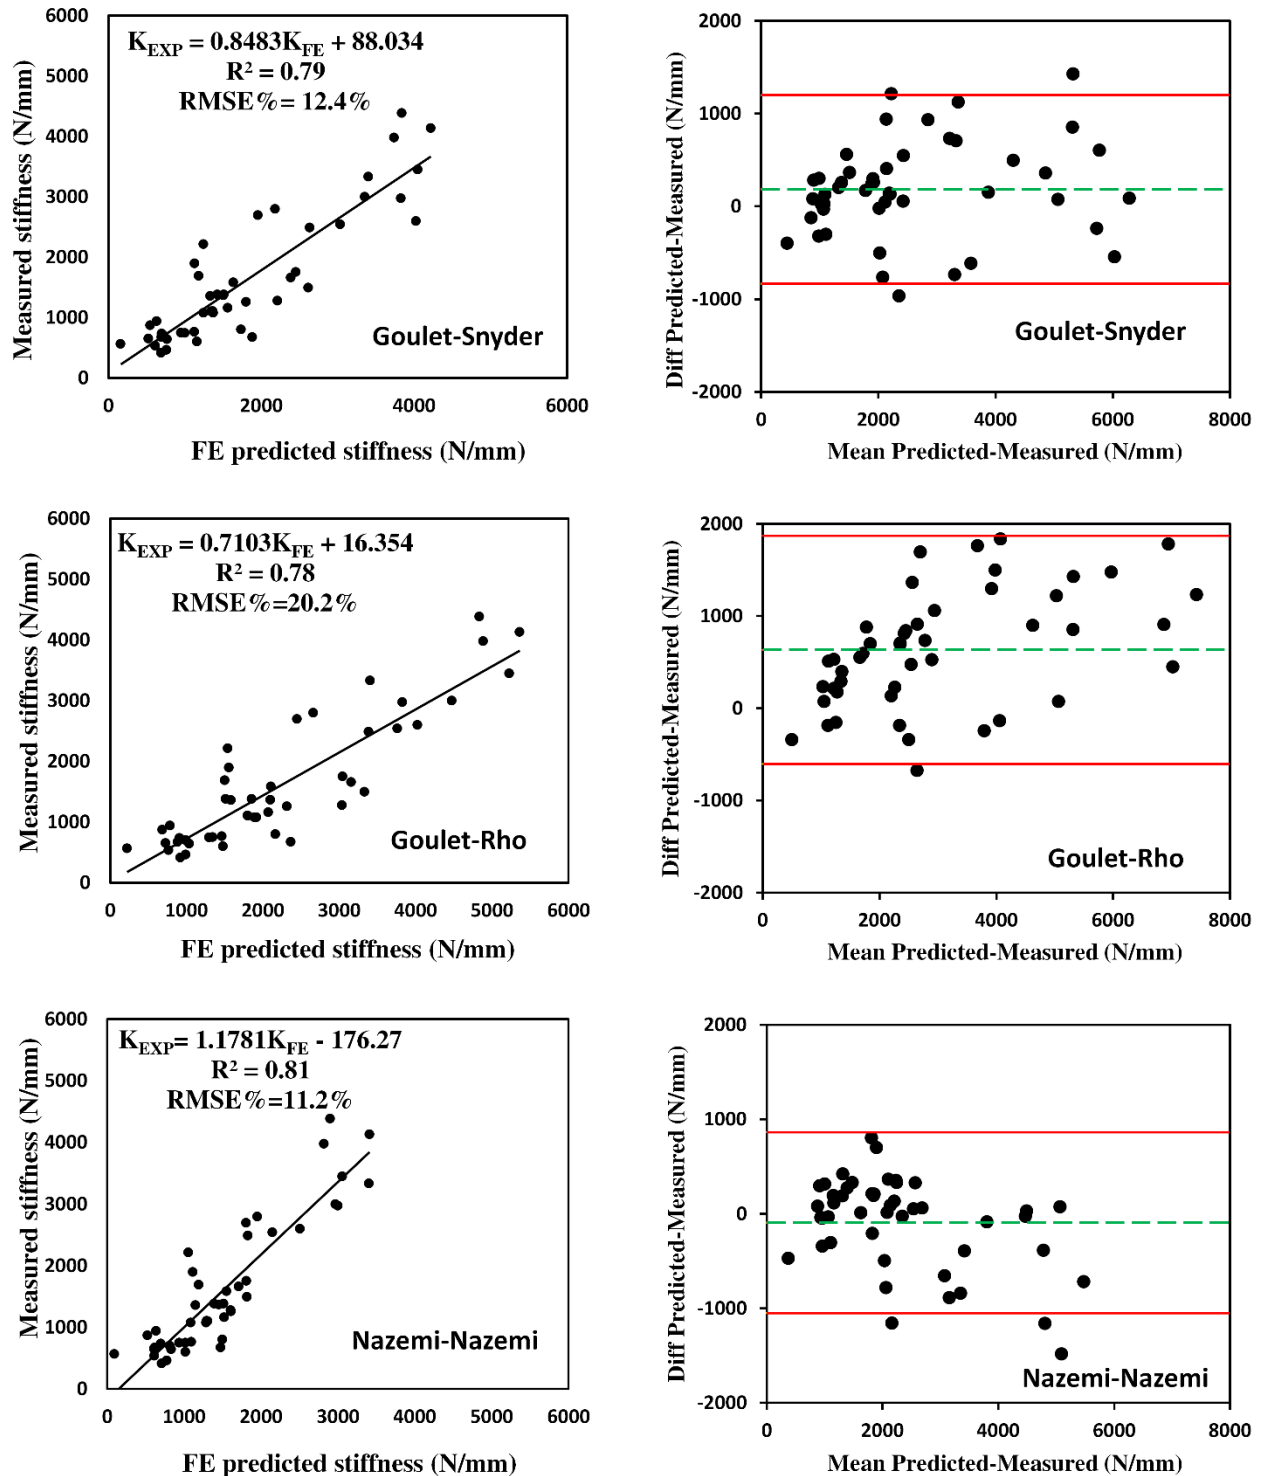 K_EXP = 0.8483K_FE + 88.034
R² = 0.79
RMSE%= 12.4%
Measured stiffness (N/mm)
6000
5000
4000
3000
2000
1000
0
0 2000 4000 6000
Goulet-Snyder
FE predicted stiffness (N/mm)
Diff Predicted-Measured (N/mm)
2000
1000
0
-1000
-2000
0 2000 4000 6000 8000
Goulet-Snyder
Mean Predicted-Measured (N/mm)
K_EXP = 0.7103K_FE + 16.354
R² = 0.78
RMSE%=20.2%
Measured stiffness (N/mm)
6000
5000
4000
3000
2000
1000
0
0 1000 2000 3000 4000 5000 6000
Goulet-Rho
FE predicted stiffness (N/mm)
Diff Predicted-Measured (N/mm)
2000
1000
0
-1000
-2000
0 2000 4000 6000 8000
Goulet-Rho
Mean Predicted-Measured (N/mm)
K_EXP= 1.1781K_FE - 176.27
R² = 0.81
RMSE%=11.2%
Measured stiffness (N/mm)
6000
5000
4000
3000
2000
1000
0
0 1000 2000 3000 4000 5000 6000
Nazemi-Nazemi
FE predicted stiffness (N/mm)
Diff Predicted-Measured (N/mm)
2000
1000
0
-1000
-2000
0 2000 4000 6000 8000
Nazemi-Nazemi
Mean Predicted-Measured (N/mm)